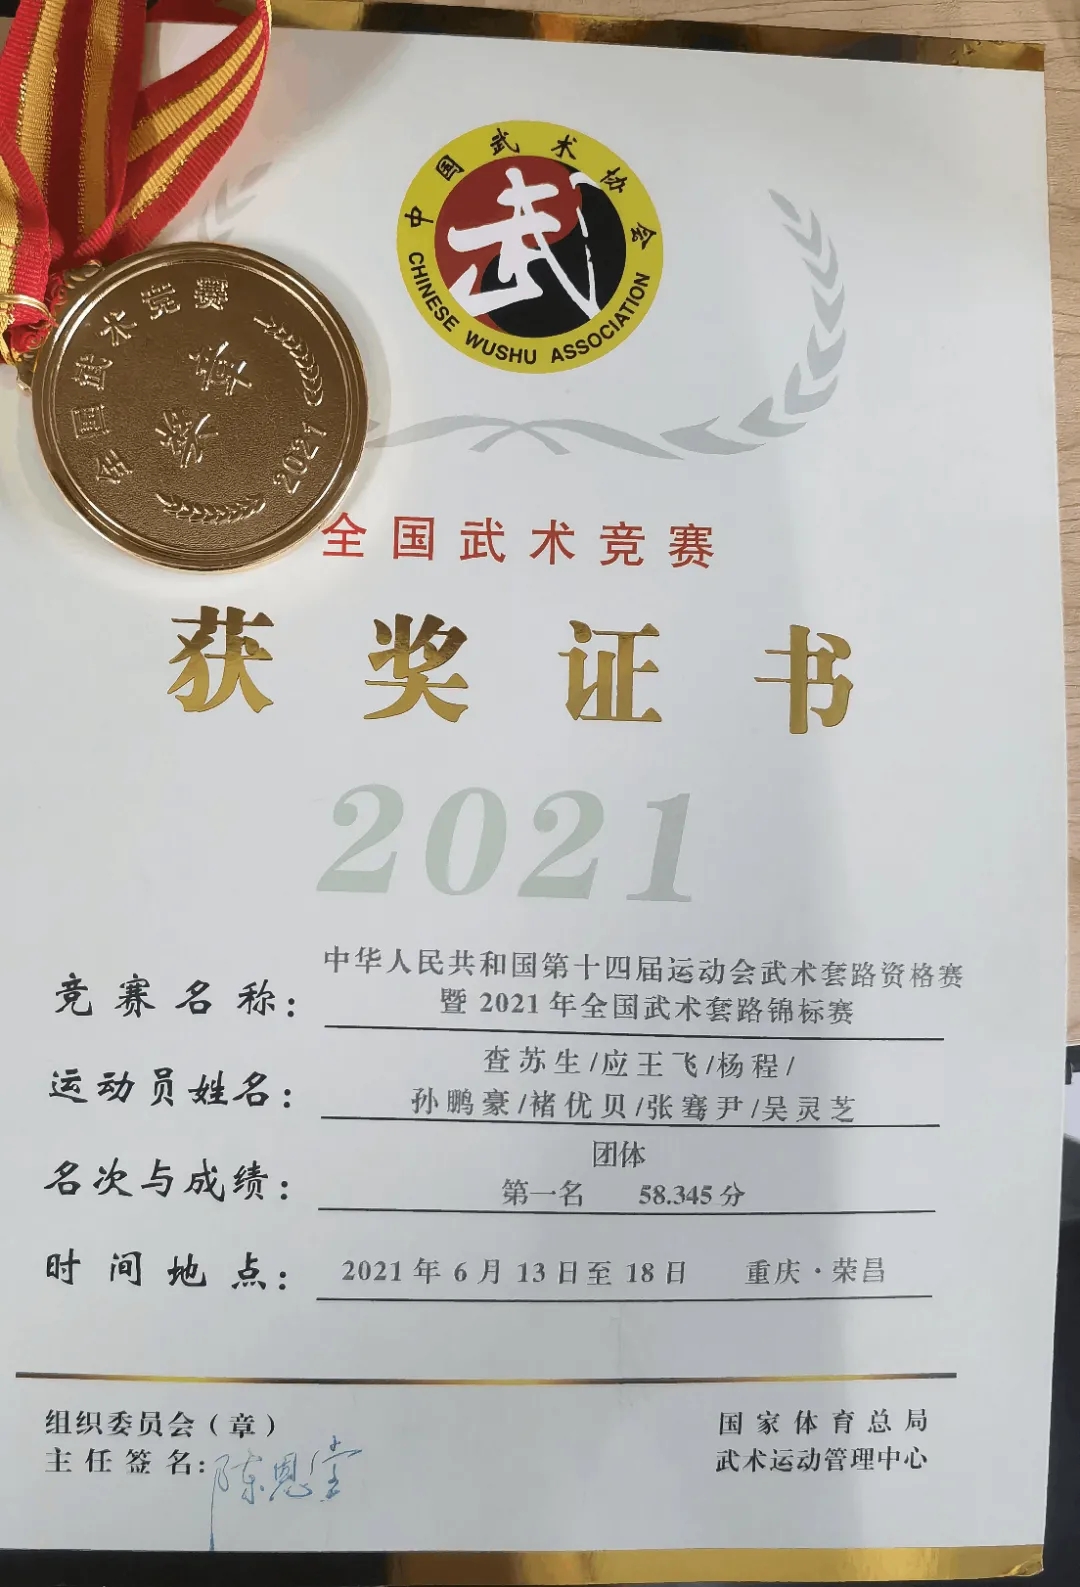 中国武术协会
CHINESE WUSHU ASSOCIATION
武
全国武术竞赛
荣章
2021
全国武术竞赛
获奖证书
2021
竞赛名称：
中华人民共和国第十四届运动会武术套路资格赛
暨 2021 年全国武术套路锦标赛
运动员姓名：
查苏生/应王飞/杨程/
孙鹏豪/褚优贝/张骞尹/吴灵芝
名次与成绩：
团体
第一名 58.345 分
时间地点：
2021 年 6 月 13 日至 18 日 重庆·荣昌
组织委员会（章）
主任签名：陈恩堂
国家体育总局
武术运动管理中心